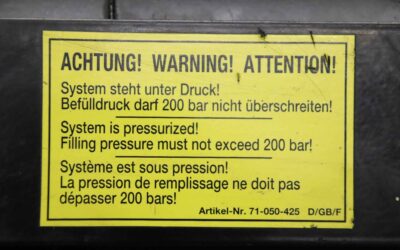 ACHTUNG! WARNING! ATTENTION!
System steht unter Druck!
Befülldruck darf 200 bar nicht überschreiten!
System is pressurized!
Filling pressure must not exceed 200 bar!
Système est sous pression!
La pression de remplissage ne doit pas
dépasser 200 bars!
Artikel-Nr. 71-050-425 D/GB/F